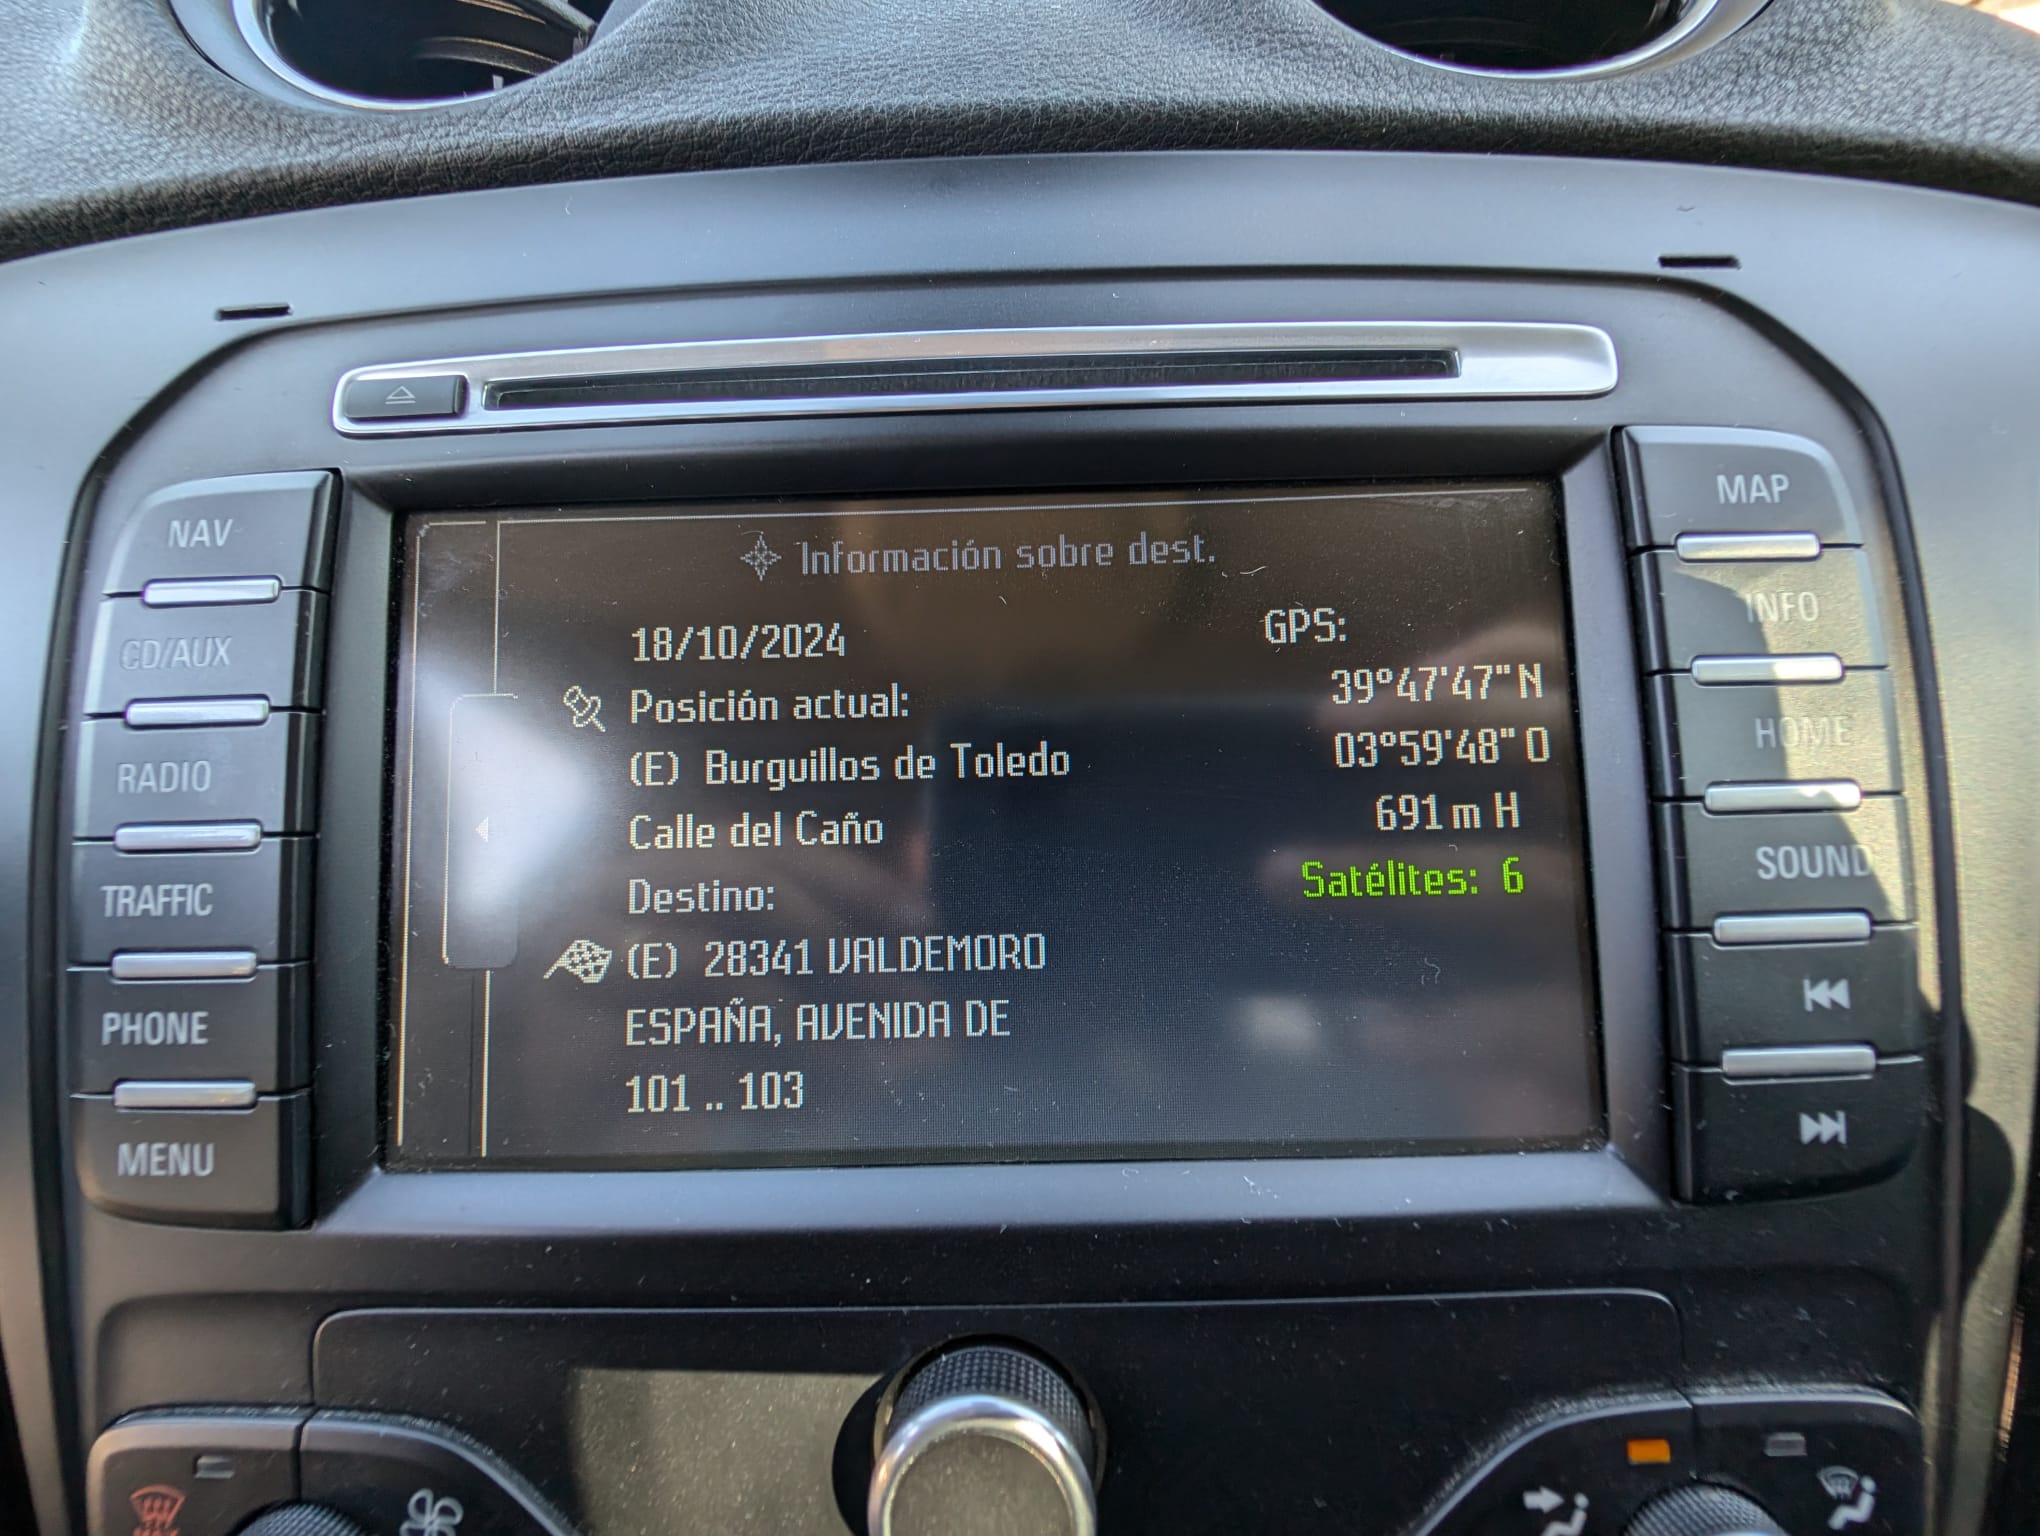 NAV
CD/AUX
RADIO
TRAFFIC
PHONE
MENU
Información sobre dest.
18/10/2024
Posición actual:
(E) Burguillos de Toledo
Calle del Caño
Destino:
(E) 28341 VALDEMORO
ESPAÑA, AVENIDA DE
101 .. 103
GPS:
39°47'47" N
03°59'48" O
691 m H
Satélites: 6
MAP
INFO
HOME
SOUND